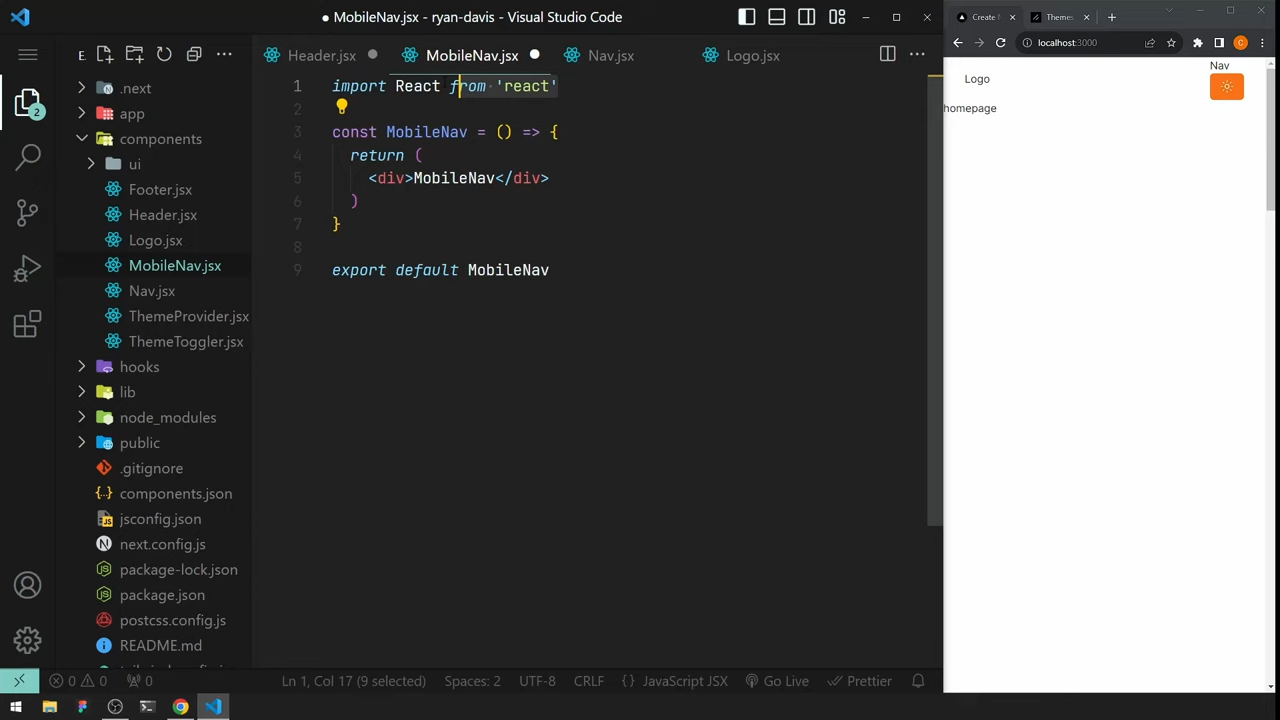 ● MobileNav.jsx - ryan-davis - Visual Studio Code
E
Header.jsx
MobileNav.jsx
Nav.jsx
Logo.jsx
.next
app
components
ui
Footer.jsx
Header.jsx
Logo.jsx
MobileNav.jsx
Nav.jsx
ThemeProvider.jsx
ThemeToggler.jsx
hooks
lib
node_modules
public
.gitignore
components.json
jsconfig.json
next.config.js
package-lock.json
package.json
postcss.config.js
README.md
2
1 import React from 'react'
2
3 const MobileNav = () => {
4 return (
5 <div>MobileNav</div>
6 )
7 }
8
9 export default MobileNav
0 0 0
Ln 1, Col 17 (9 selected)
Spaces: 2
UTF-8
CRLF
{} JavaScript JSX
Go Live
Prettier
Themes
localhost:3000
C
Logo
Nav
homepage